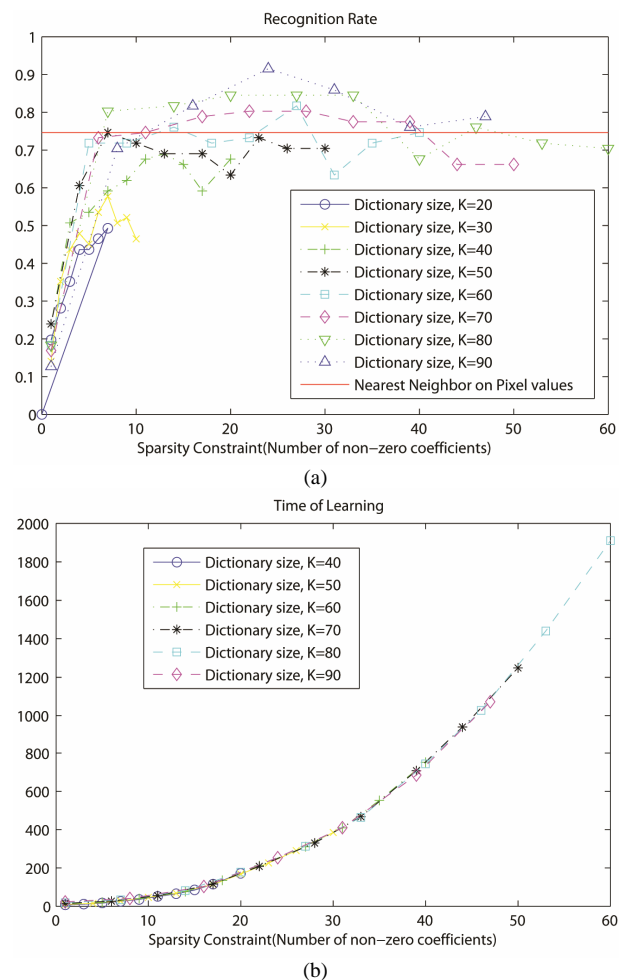 Recognition Rate
1
0.9
0.8
0.7
0.6
0.5
0.4
0.3
0.2
0.1
0
Dictionary size, K=20
Dictionary size, K=30
Dictionary size, K=40
Dictionary size, K=50
Dictionary size, K=60
Dictionary size, K=70
Dictionary size, K=80
Dictionary size, K=90
Nearest Neighbor on Pixel values
0 10 20 30 40 50 60
Sparsity Constraint(Number of non-zero coefficients)
(a)
Time of Learning
2000
1800
1600
1400
1200
1000
800
600
400
200
0
Dictionary size, K=40
Dictionary size, K=50
Dictionary size, K=60
Dictionary size, K=70
Dictionary size, K=80
Dictionary size, K=90
0 10 20 30 40 50 60
Sparsity Constraint(Number of non-zero coefficients)
(b)